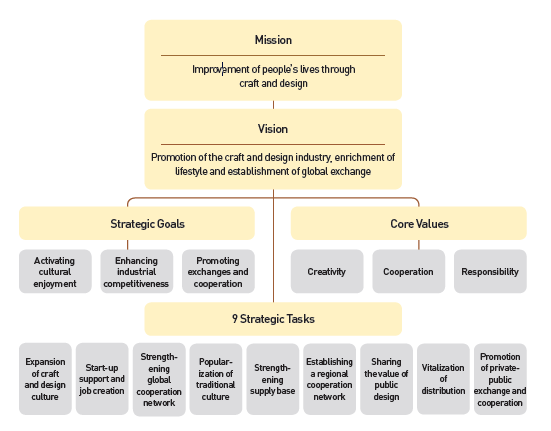 Mission
Improvement of people's lives through
craft and design
Vision
Promotion of the craft and design industry, enrichment of
lifestyle and establishment of global exchange
Strategic Goals
Core Values
Activating
cultural
enjoyment
Enhancing
industrial
competitiveness
Promoting
exchanges and
cooperation
Creativity
Cooperation
Responsibility
9 Strategic Tasks
Expansion
of craft
and design
culture
Start-up
support and
job creation
Strength-
ening
global
cooperation
network
Popular-
ization of
traditional
culture
Strength-
ening
supply base
Establishing
a regional
cooperation
network
Sharing
the value of
public
design
Vitalization
of
distribution
Promotion
of private-
public
exchange and
cooperation